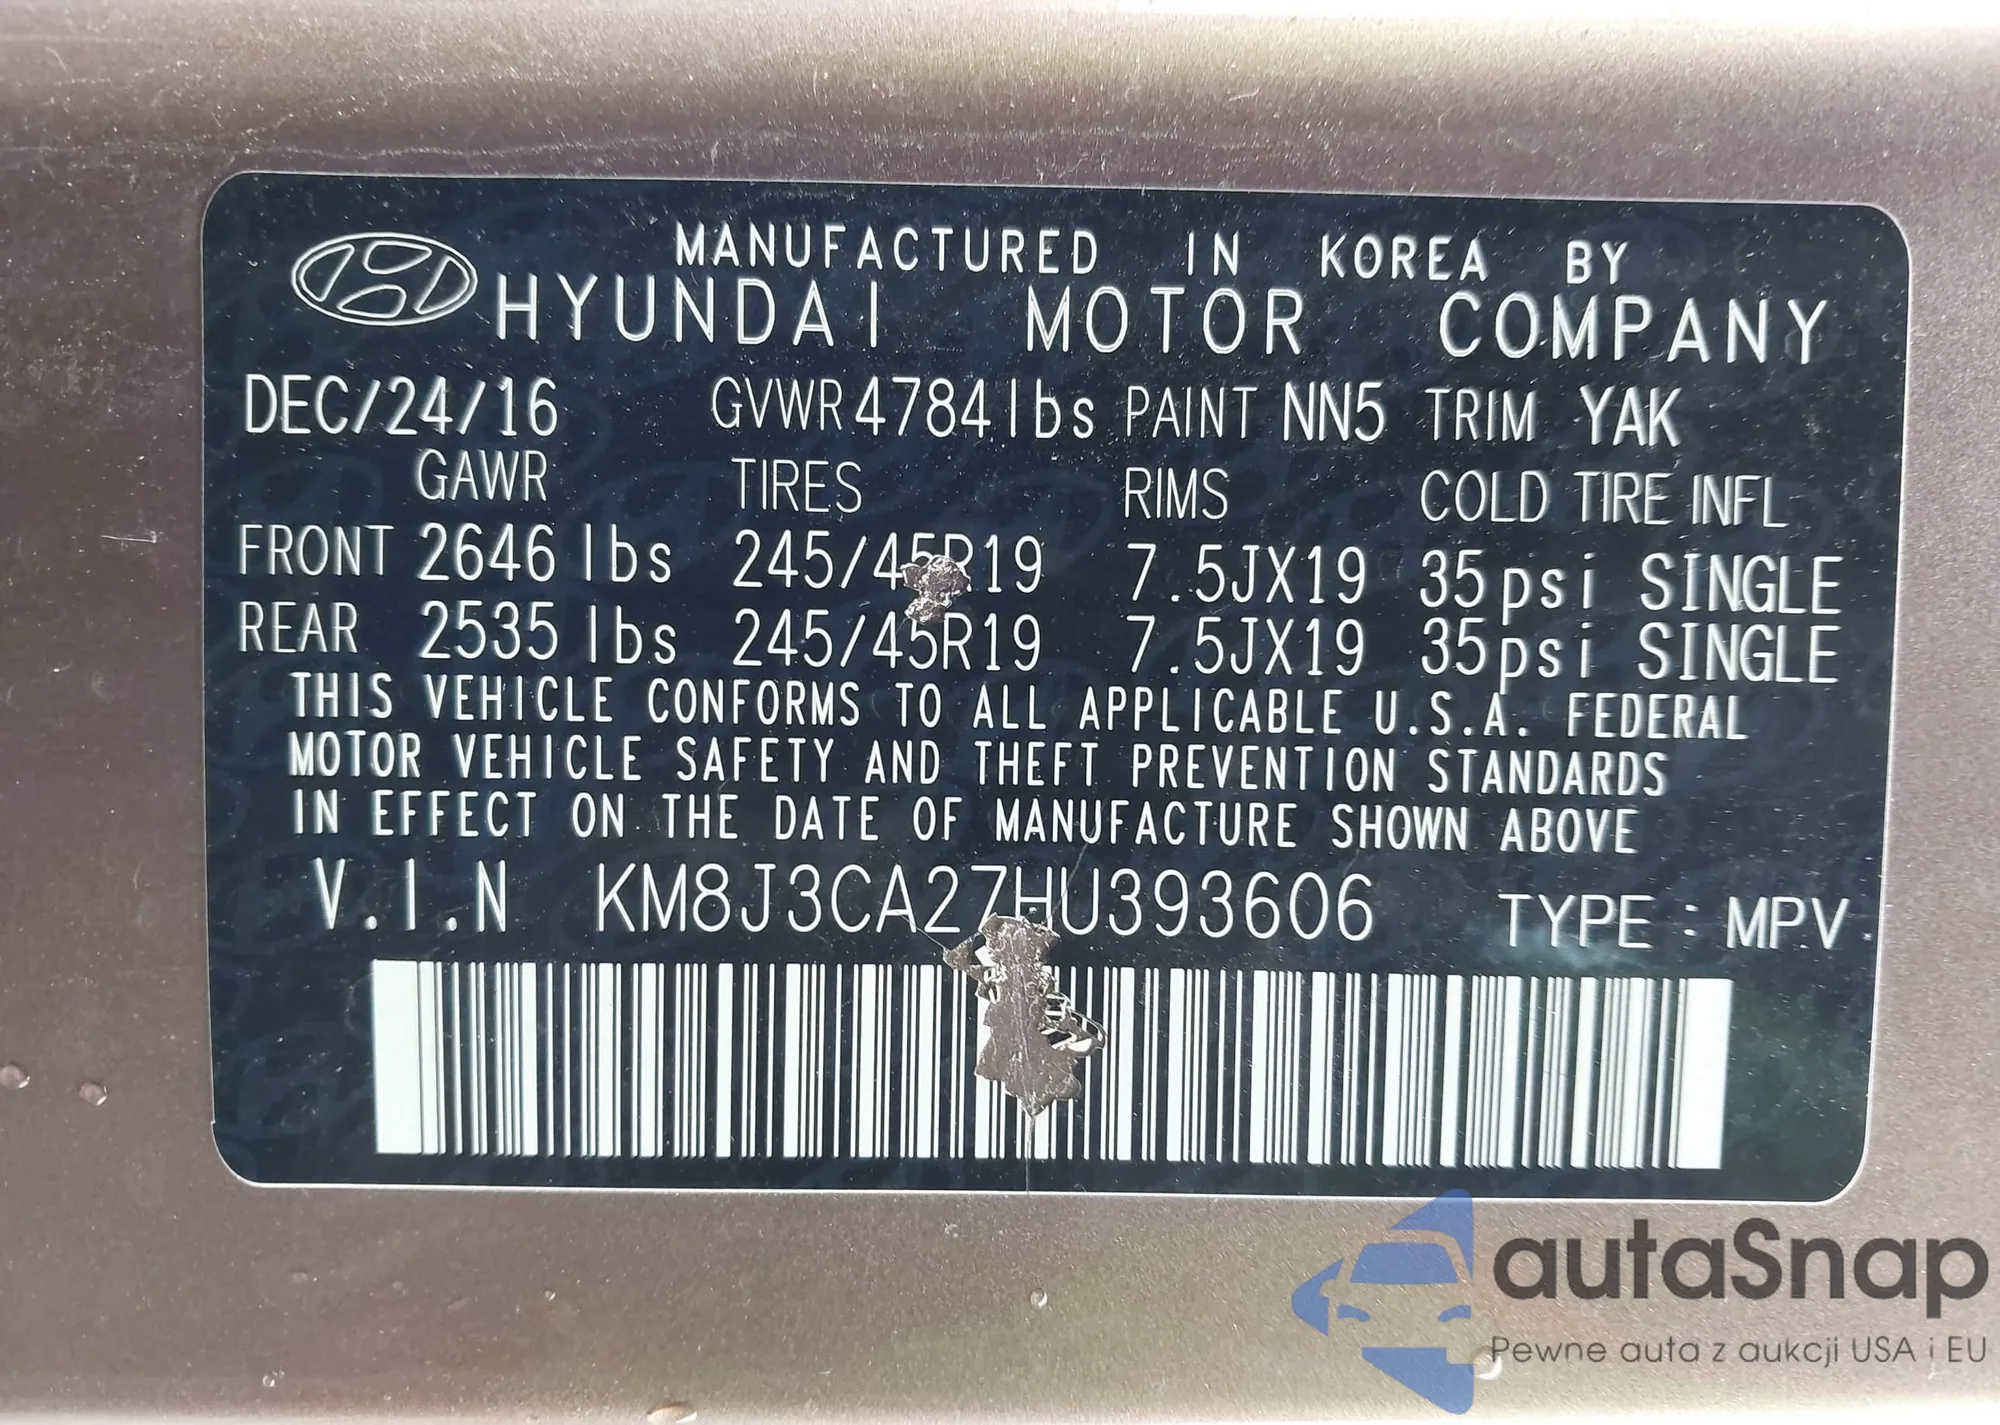 MANUFACTURED IN KOREA BY
HYUNDAI MOTOR COMPANY
DEC/24/16 GVWR 4784 lbs PAINT NN5 TRIM YAK
GAWR TIRES RIMS COLD TIRE INFL
FRONT 2646 lbs 245/45R19 7.5JX19 35psi SINGLE
REAR 2535 lbs 245/45R19 7.5JX19 35psi SINGLE
THIS VEHICLE CONFORMS TO ALL APPLICABLE U.S.A. FEDERAL
MOTOR VEHICLE SAFETY AND THEFT PREVENTION STANDARDS
IN EFFECT ON THE DATE OF MANUFACTURE SHOWN ABOVE
V.I.N KM8J3CA27HU393606 TYPE : MPV
autaSnap
Pewne auta z aukcji USA i EU